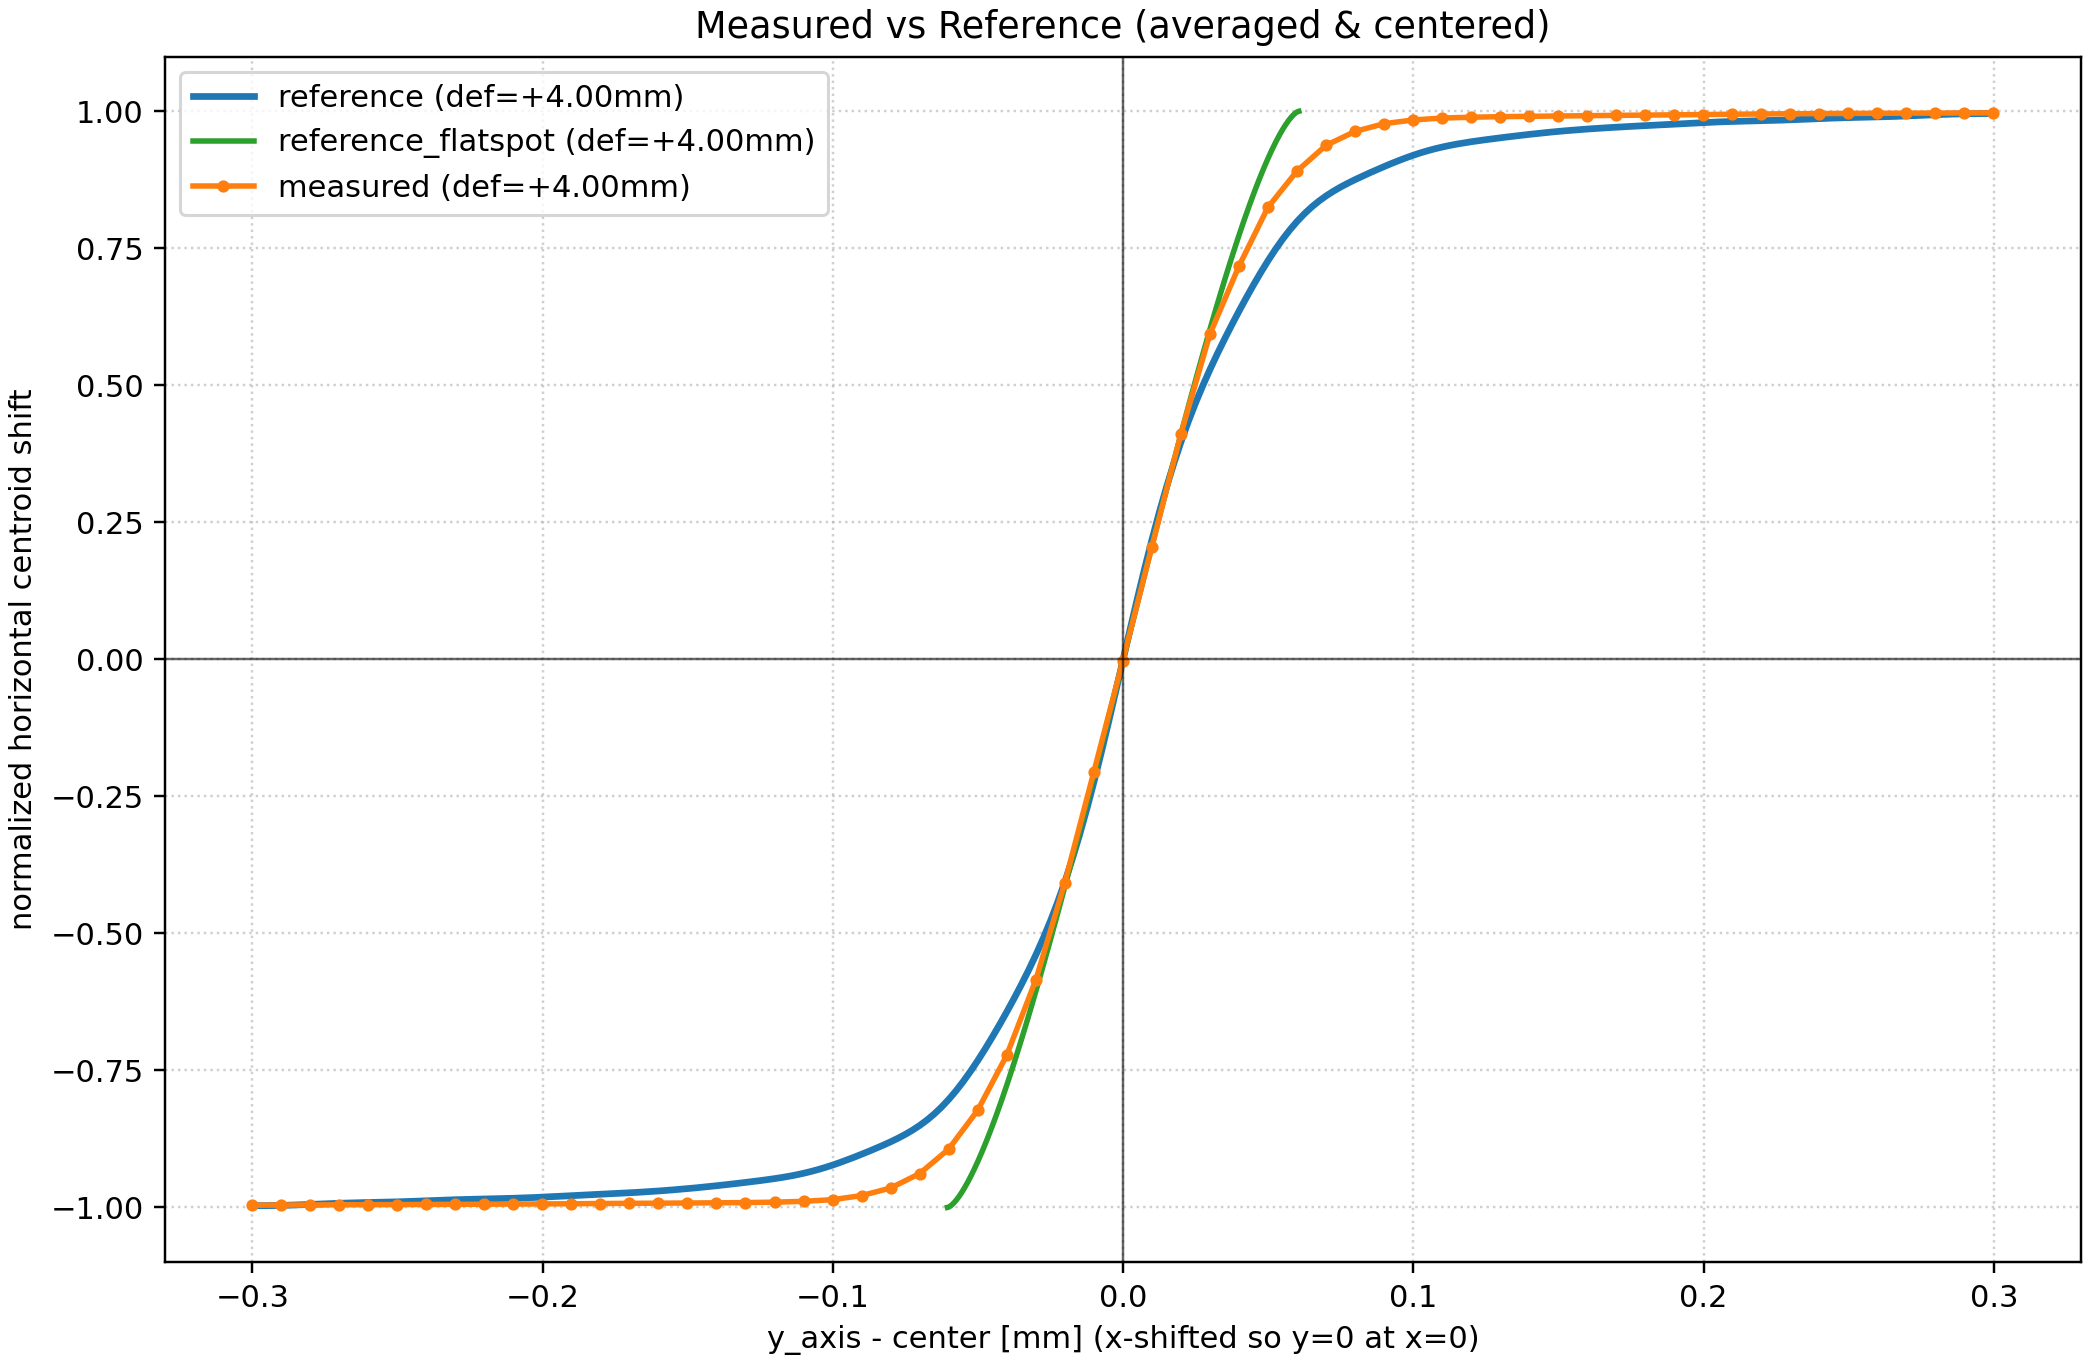 Measured vs Reference (averaged & centered)
reference (def=+4.00mm)
reference_flatspot (def=+4.00mm)
measured (def=+4.00mm)
normalized horizontal centroid shift
1.00
0.75
0.50
0.25
0.00
−0.25
−0.50
−0.75
−1.00
−0.3
−0.2
−0.1
0.0
0.1
0.2
0.3
y_axis - center [mm] (x-shifted so y=0 at x=0)